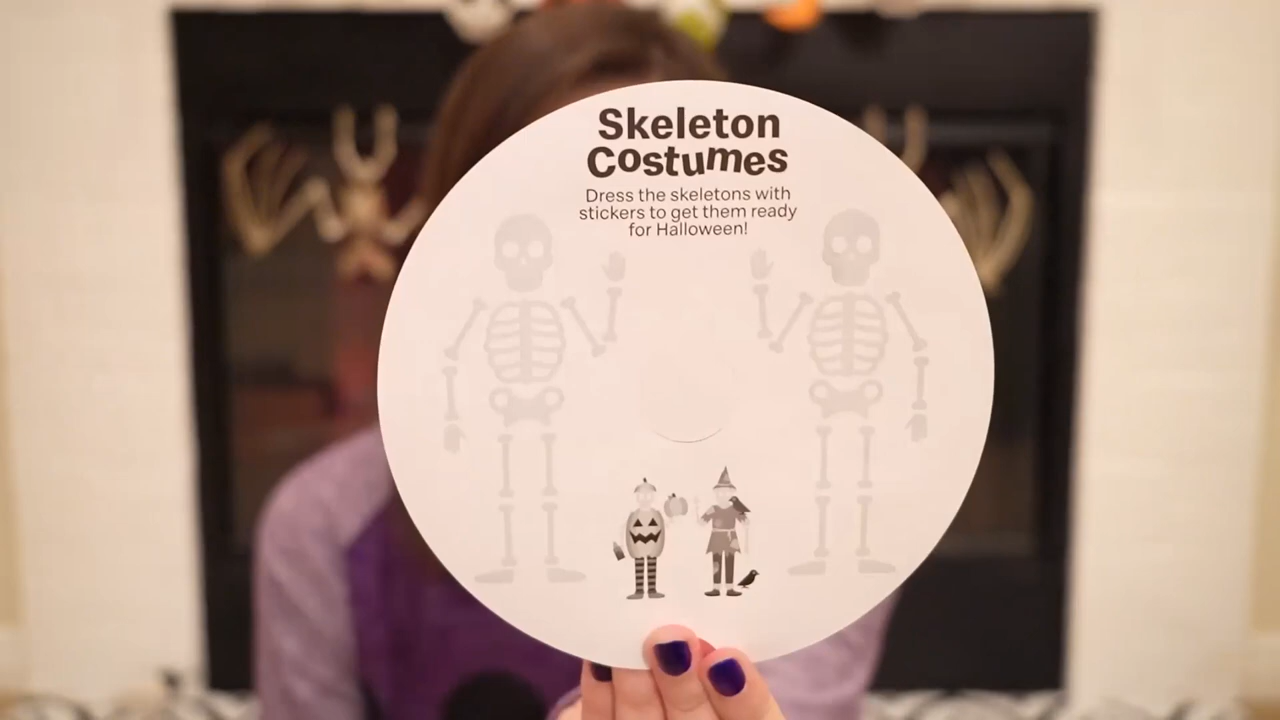 Skeleton
Costumes
Dress the skeletons with
stickers to get them ready
for Halloween!